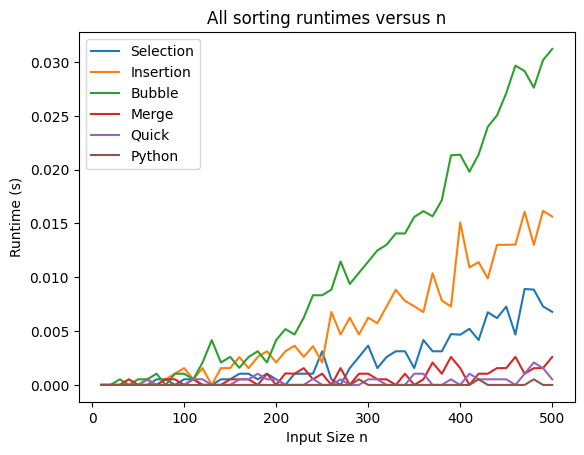 All sorting runtimes versus n
Selection
Insertion
Bubble
Merge
Quick
Python
0.030
0.025
0.020
0.015
0.010
0.005
0.000
Runtime (s)
0 100 200 300 400 500
Input Size n